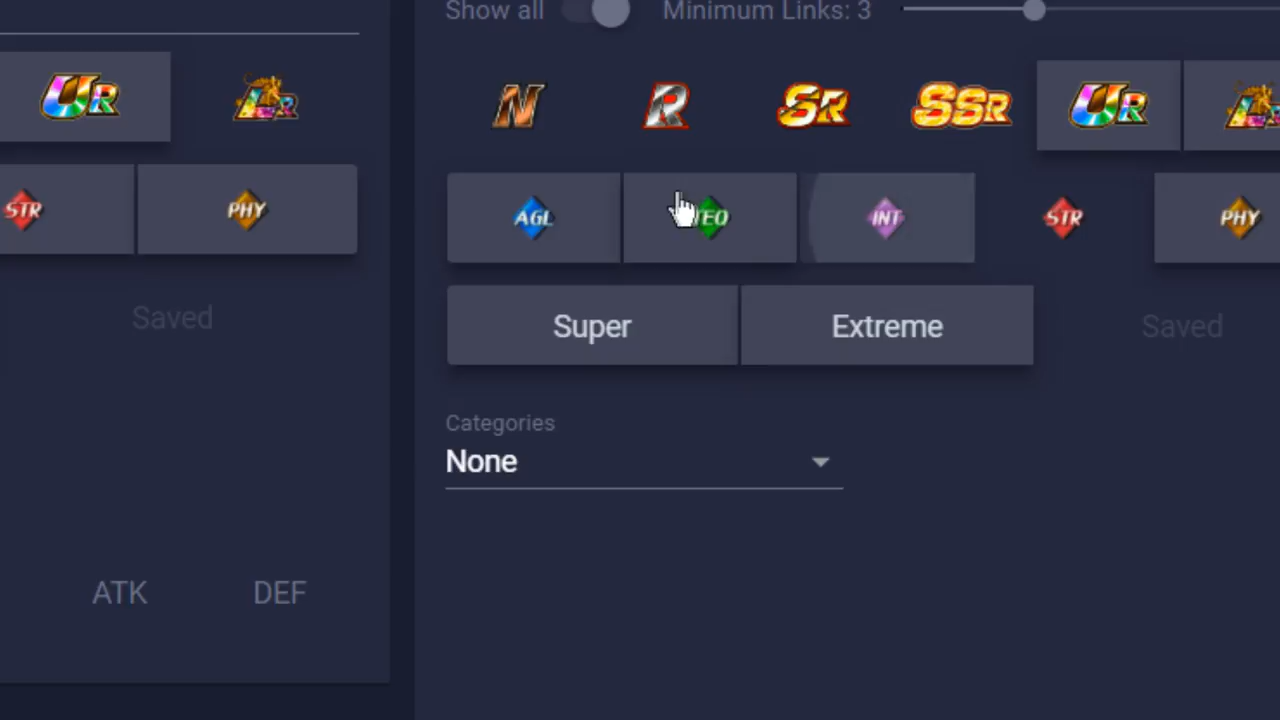 Show all Minimum Links: 3
UR LR
N R SR SSR UR LR
STR PHY
AGL TEQ INT STR PHY
Saved
Super Extreme Saved
Categories
None
ATK DEF